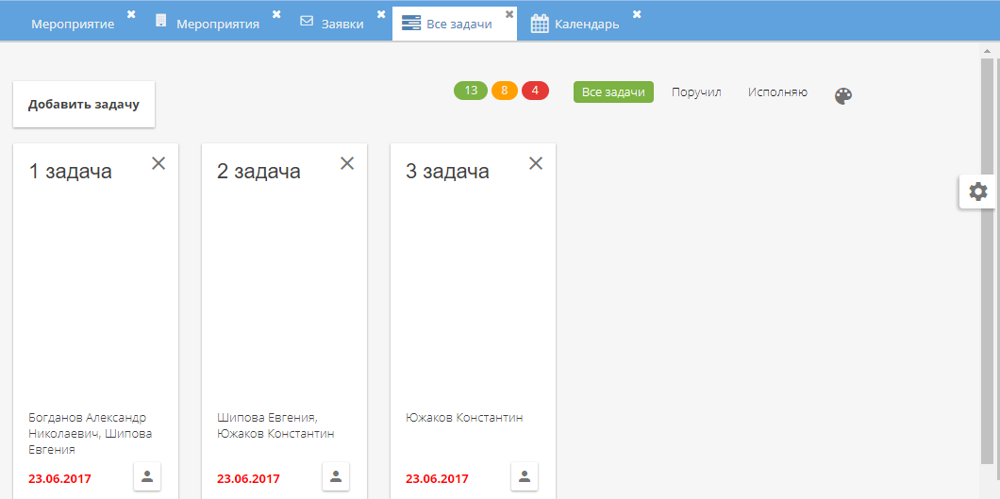 Мероприятие Мероприятия Заявки Все задачи Календарь
Добавить задачу 13 8 4 Все задачи Поручил Исполняю
1 задача
Богданов Александр
Николаевич, Шипова
Евгения
23.06.2017
2 задача
Шипова Евгения,
Южаков Константин
23.06.2017
3 задача
Южаков Константин
23.06.2017